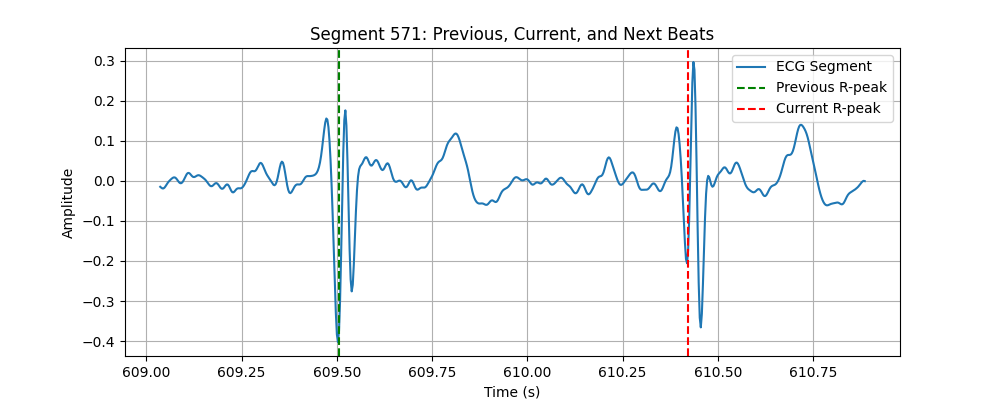 Segment 571: Previous, Current, and Next Beats
ECG Segment
Previous R-peak
Current R-peak
Amplitude
0.3
0.2
0.1
0.0
−0.1
−0.2
−0.3
−0.4
609.00 609.25 609.50 609.75 610.00 610.25 610.50 610.75
Time (s)